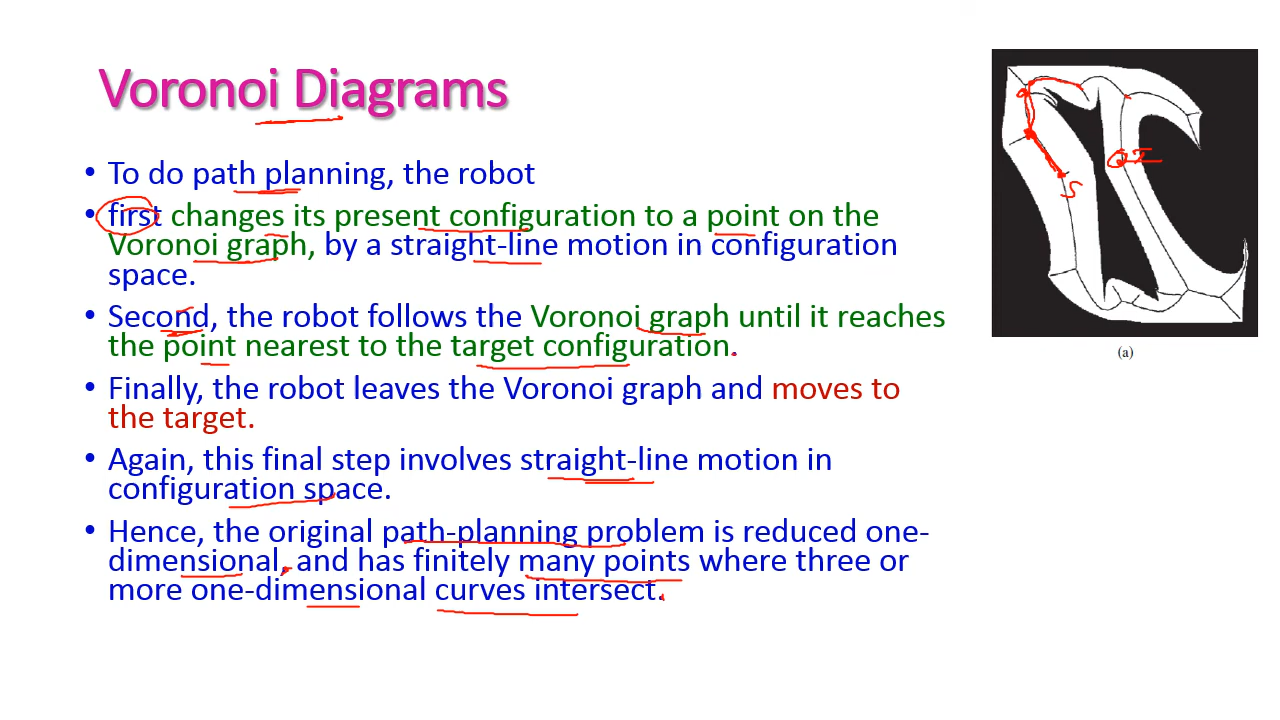 Voronoi Diagrams
• To do path planning, the robot
• first changes its present configuration to a point on the
Voronoi graph, by a straight-line motion in configuration
space.
• Second, the robot follows the Voronoi graph until it reaches
the point nearest to the target configuration.
• Finally, the robot leaves the Voronoi graph and moves to
the target.
• Again, this final step involves straight-line motion in
configuration space.
• Hence, the original path-planning problem is reduced one-
dimensional, and has finitely many points where three or
more one-dimensional curves intersect.
S
(a)